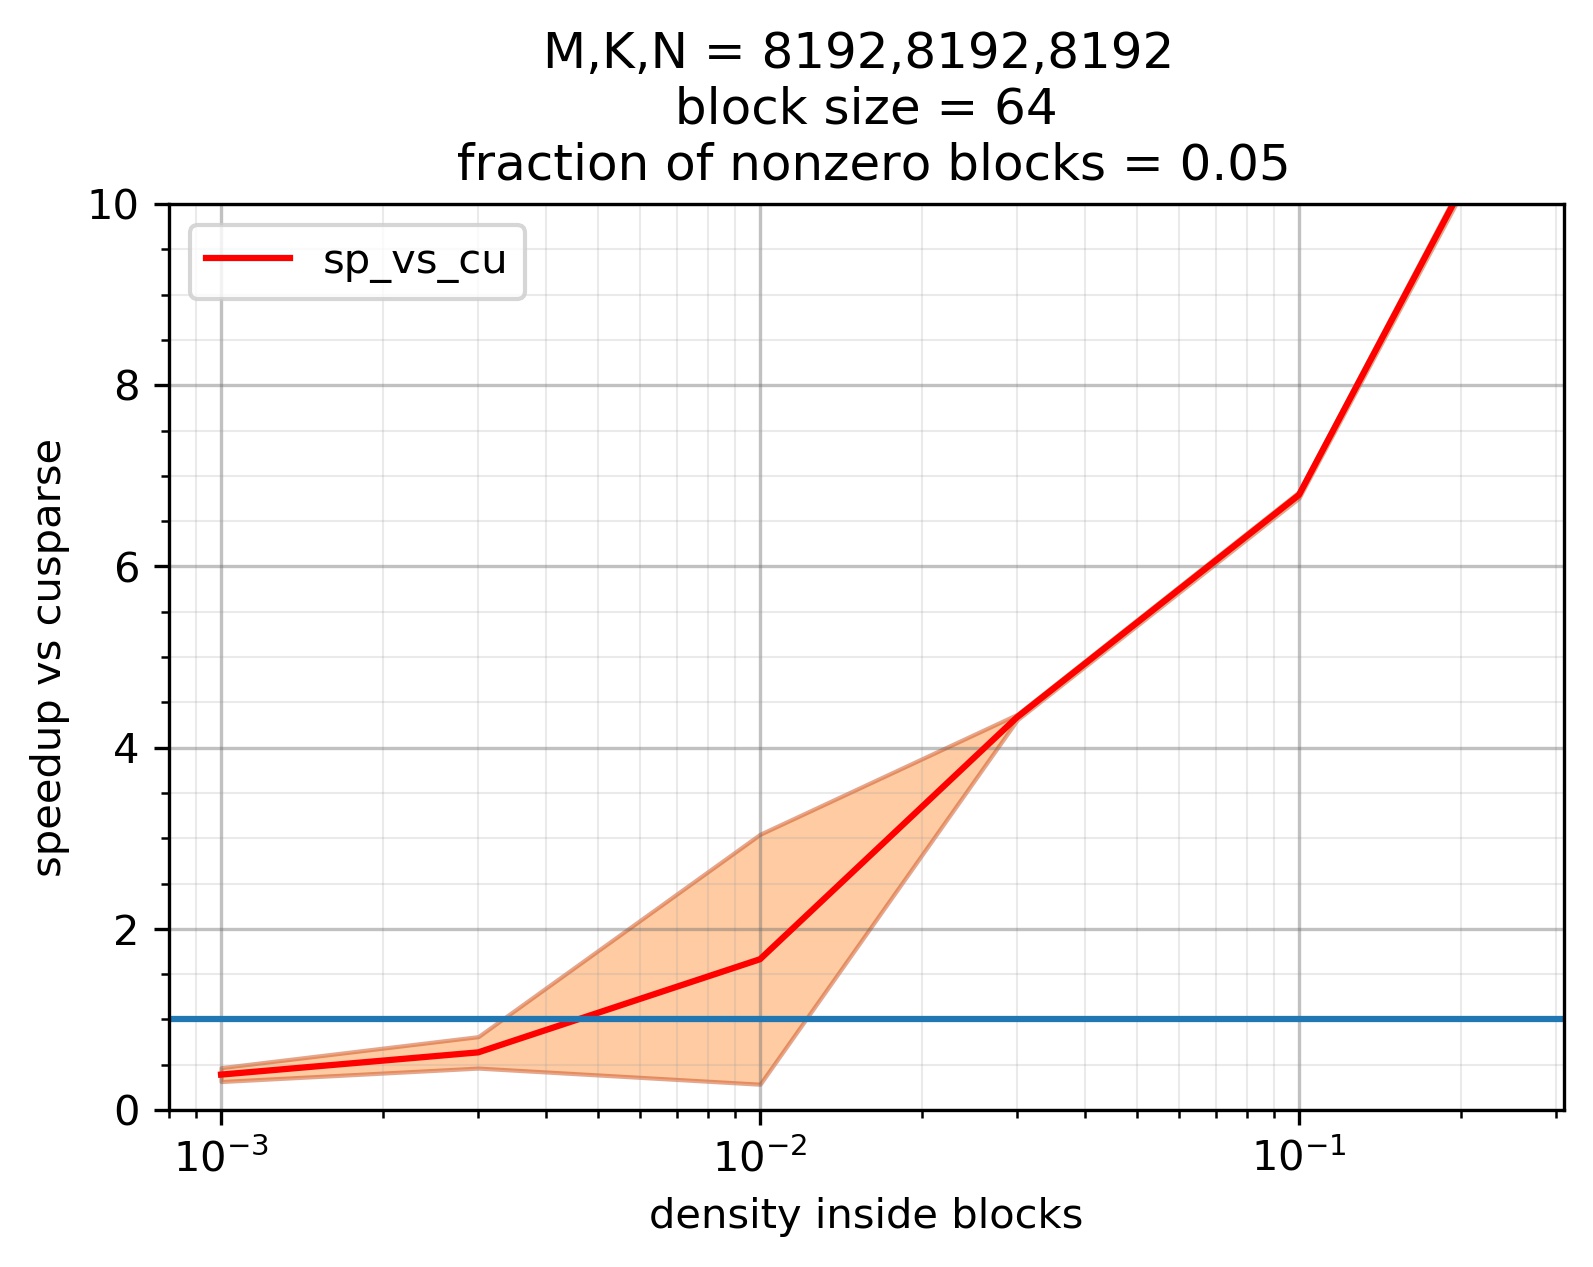 M,K,N = 8192,8192,8192
block size = 64
fraction of nonzero blocks = 0.05
sp_vs_cu
speedup vs cusparse
10
8
6
4
2
0
10⁻³
10⁻²
10⁻¹
density inside blocks